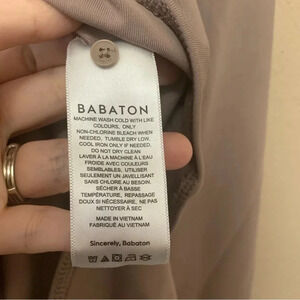 BABATON
MACHINE WASH COLD WITH LIKE
COLOURS, ONLY
NON-CHLORINE BLEACH WHEN
NEEDED, TUMBLE DRY LOW.
COOL IRON ONLY IF NEEDED.
DO NOT DRY CLEAN
LAVER À LA MACHINE À L'EAU
FROIDE AVEC COULEURS
SEMBLABLES, UTILISER
SEULEMENT UN JAVELLISANT
SANS CHLORE AU BESOIN.
SÉCHER À BASSE
TEMPÉRATURE, REPASSAGE
DOUX SI NÉCESSAIRE, NE PAS
NETTOYER À SEC
MADE IN VIETNAM
FABRIQUÉ AU VIETNAM
Sincerely, Babaton